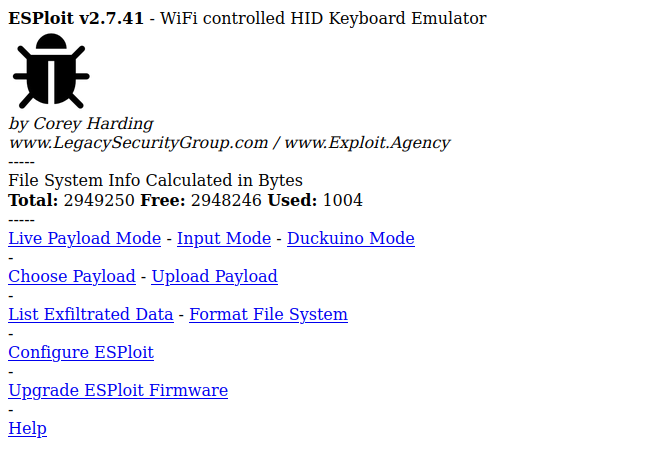 ESPloit v2.7.41 - WiFi controlled HID Keyboard Emulator
by Corey Harding
www.LegacySecurityGroup.com / www.Exploit.Agency
-----
File System Info Calculated in Bytes
Total: 2949250 Free: 2948246 Used: 1004
-----
Live Payload Mode - Input Mode - Duckuino Mode
-
Choose Payload - Upload Payload
-
List Exfiltrated Data - Format File System
-
Configure ESPloit
-
Upgrade ESPloit Firmware
-
Help